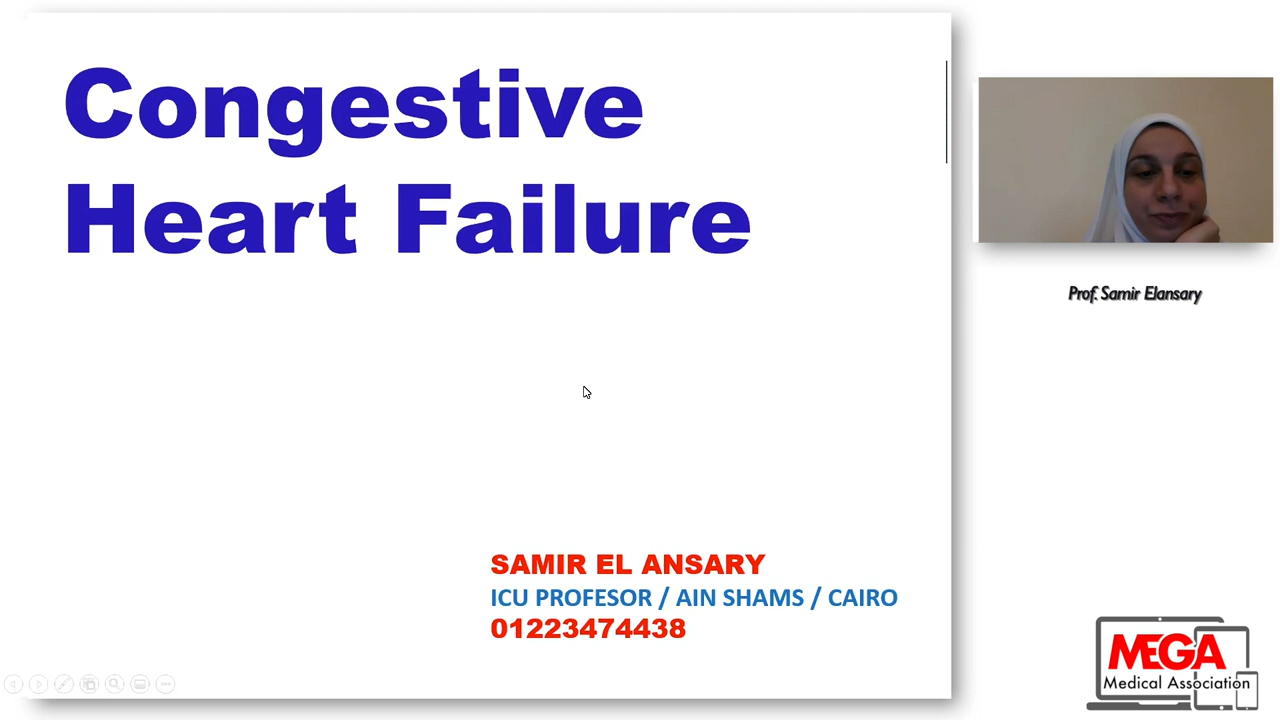 Congestive
Heart Failure
SAMIR EL ANSARY
ICU PROFESOR / AIN SHAMS / CAIRO
01223474438
Prof. Samir Elansary
MEGA
Medical Association